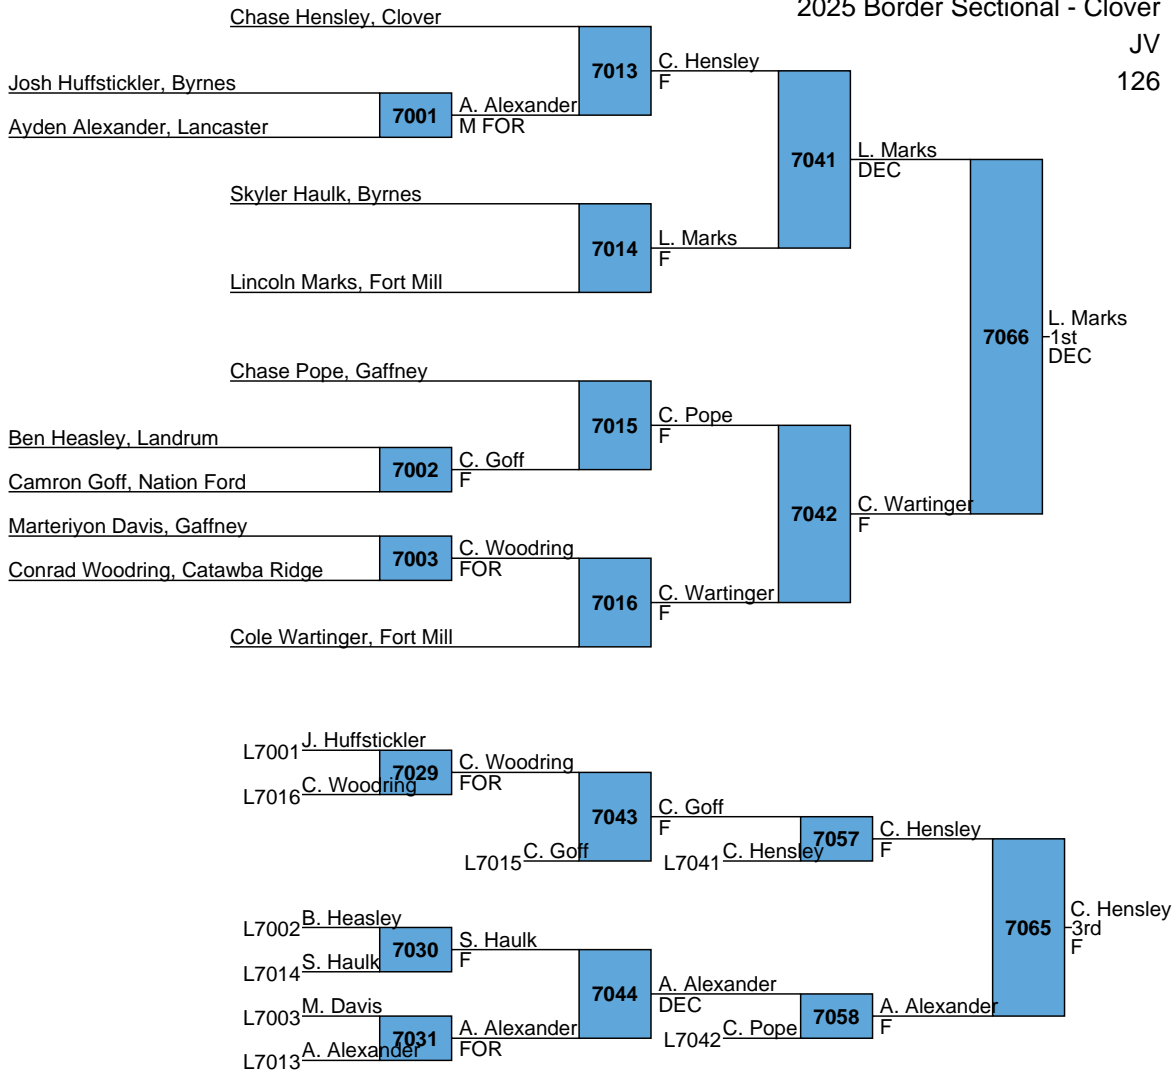 2025 Border Sectional - Clover
JV
126
Chase Hensley, Clover
7013
C. Hensley
F
Josh Huffstickler, Byrnes
7001
A. Alexander
M FOR
Ayden Alexander, Lancaster
7041
L. Marks
DEC
Skyler Haulk, Byrnes
7014
L. Marks
F
Lincoln Marks, Fort Mill
7066
L. Marks
1st
DEC
Chase Pope, Gaffney
7015
C. Pope
F
Ben Heasley, Landrum
7002
C. Goff
F
Camron Goff, Nation Ford
7042
C. Wartinger
F
Marteriyon Davis, Gaffney
7003
C. Woodring
FOR
Conrad Woodring, Catawba Ridge
7016
C. Wartinger
F
Cole Wartinger, Fort Mill
L7001
J. Huffstickler
7029
C. Woodring
FOR
L7016
C. Woodring
7043
C. Goff
F
L7015
C. Goff
7057
C. Hensley
F
L7041
C. Hensley
L7002
B. Heasley
7030
S. Haulk
F
L7014
S. Haulk
7065
C. Hensley
3rd
F
7044
A. Alexander
DEC
L7003
M. Davis
7031
A. Alexander
FOR
L7013
A. Alexander
7058
A. Alexander
F
L7042
C. Pope